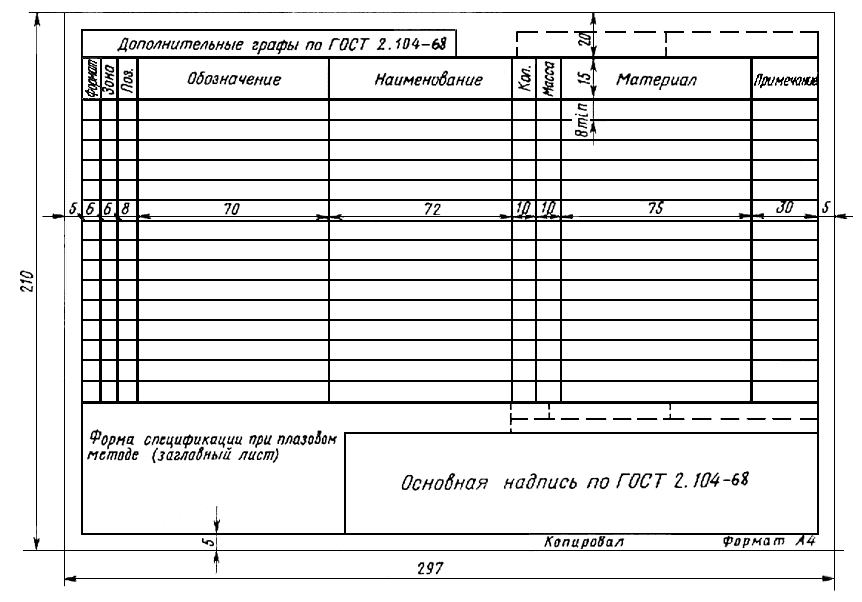 Дополнительные графы по ГОСТ 2.104-68
20
Формат Зона Поз. Обозначение Наименование Кол. Масса 15 Материал Примечание
8min
5 6 6 8 70 72 10 10 75 30 5
210
Форма спецификации при плазовом
методе (заглавный лист)
Основная надпись по ГОСТ 2.104-68
5
Копировал Формат А4
297